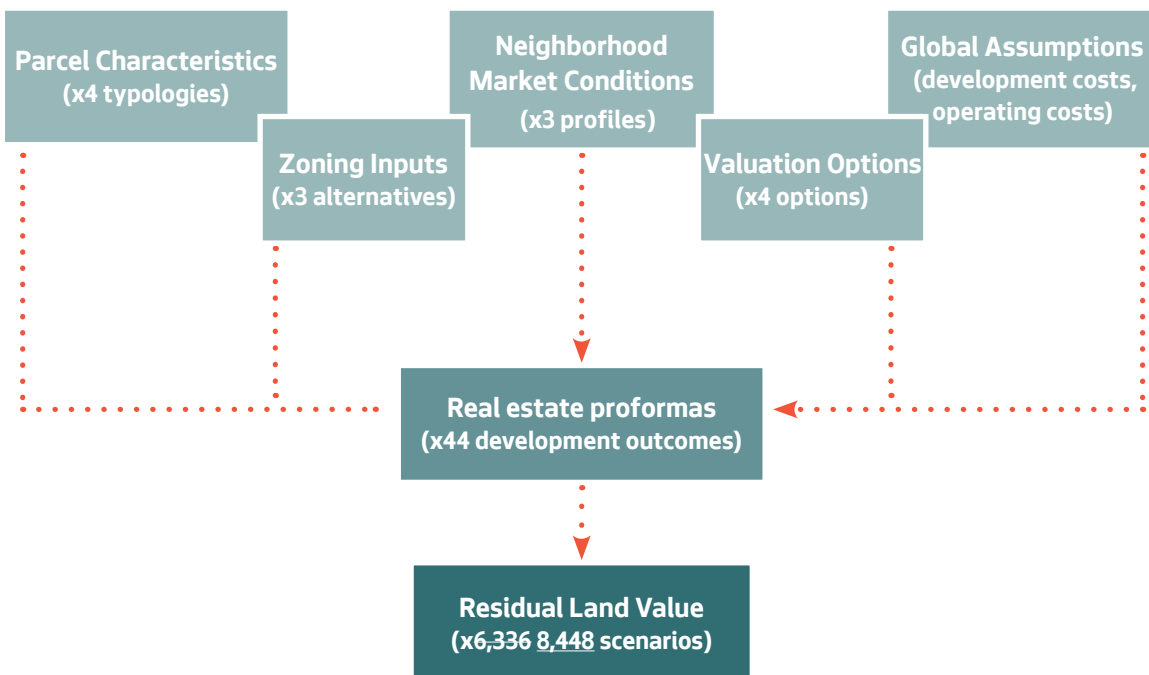 Parcel Characteristics
(x4 typologies)
Neighborhood
Market Conditions
(x3 profiles)
Global Assumptions
(development costs,
operating costs)
Zoning Inputs
(x3 alternatives)
Valuation Options
(x4 options)
Real estate proformas
(x44 development outcomes)
Residual Land Value
(x6,336 8,448 scenarios)